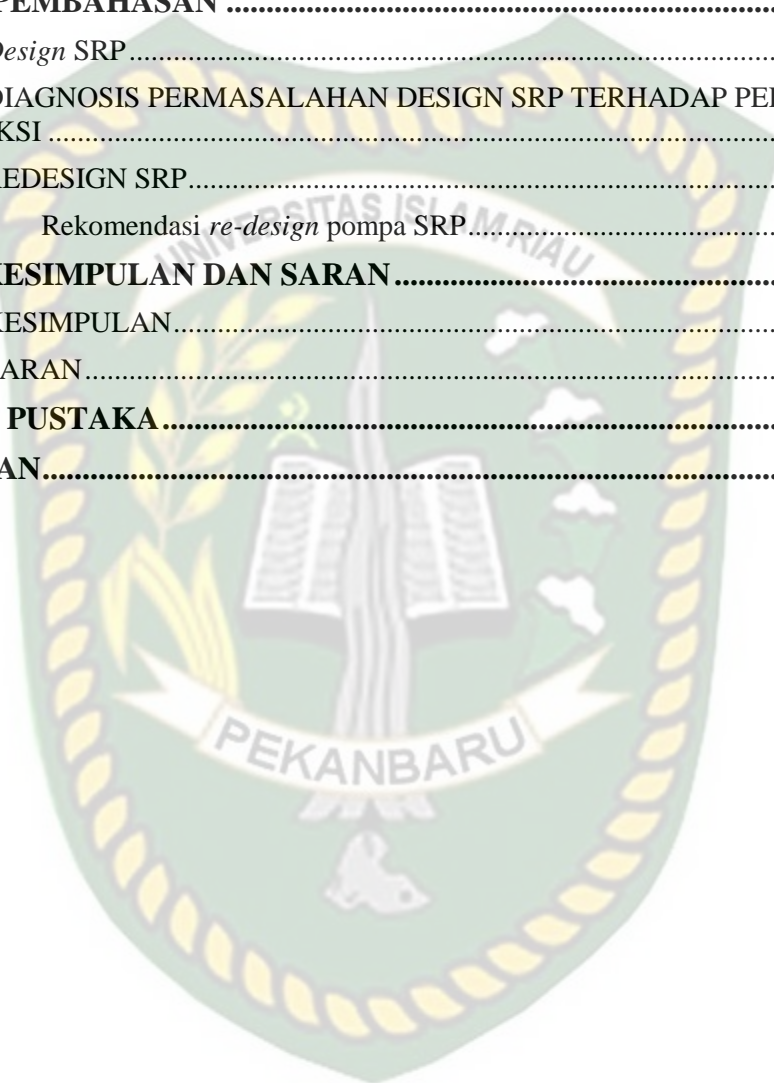 PEMBAHASAN ........................................................
Design SRP ........................................................
DIAGNOSIS PERMASALAHAN DESIGN SRP TERHADAP
KSI ........................................................
REDESIGN SRP ........................................................
Rekomendasi re-design pompa SRP ........................................................
KESIMPULAN DAN SARAN ........................................................
KESIMPULAN ........................................................
SARAN ........................................................
PUSTAKA ........................................................
AN ........................................................
UNIVERSITAS ISLAM RIAU
PEKANBARU